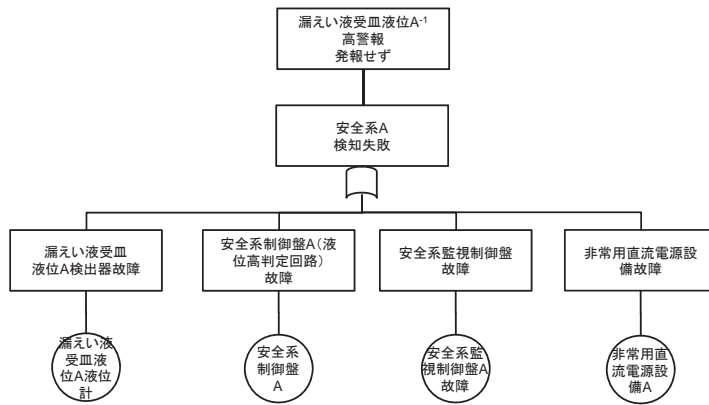 漏えい液受皿液位A-1
高警報
発報せず
安全系A
検知失敗
漏えい液受皿
液位A検出器故障
安全系制御盤A(液
位高判定回路)
故障
安全系監視制御盤
故障
非常用直流電源設
備故障
漏えい液
受皿液
位A液位
計
安全系
制御盤
A
安全系監
視制御盤A
故障
非常用直
流電源設
備A